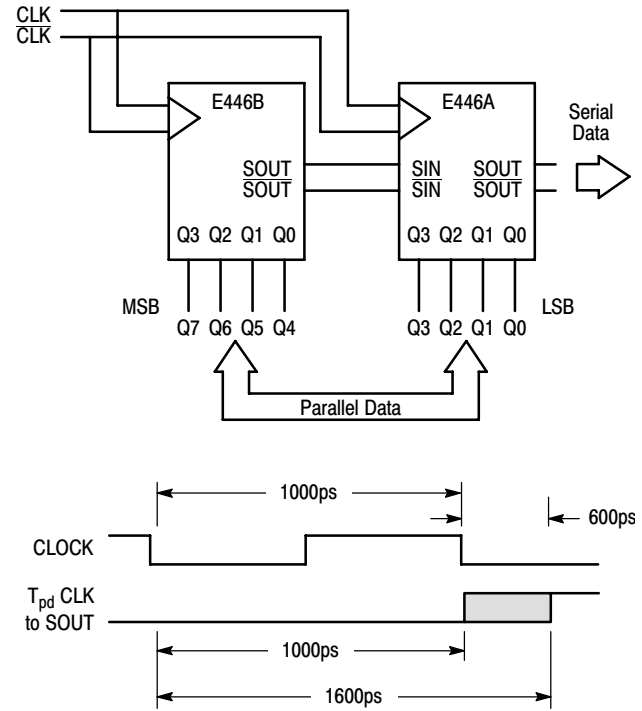 CLK
CLK
E446B
E446A
Serial
Data
SOUT
SOUT
SIN
SIN
SOUT
SOUT
Q3 Q2 Q1 Q0
Q3 Q2 Q1 Q0
MSB
LSB
Q7 Q6 Q5 Q4
Q3 Q2 Q1 Q0
Parallel Data
1000ps
600ps
CLOCK
Tpd CLK
to SOUT
1000ps
1600ps